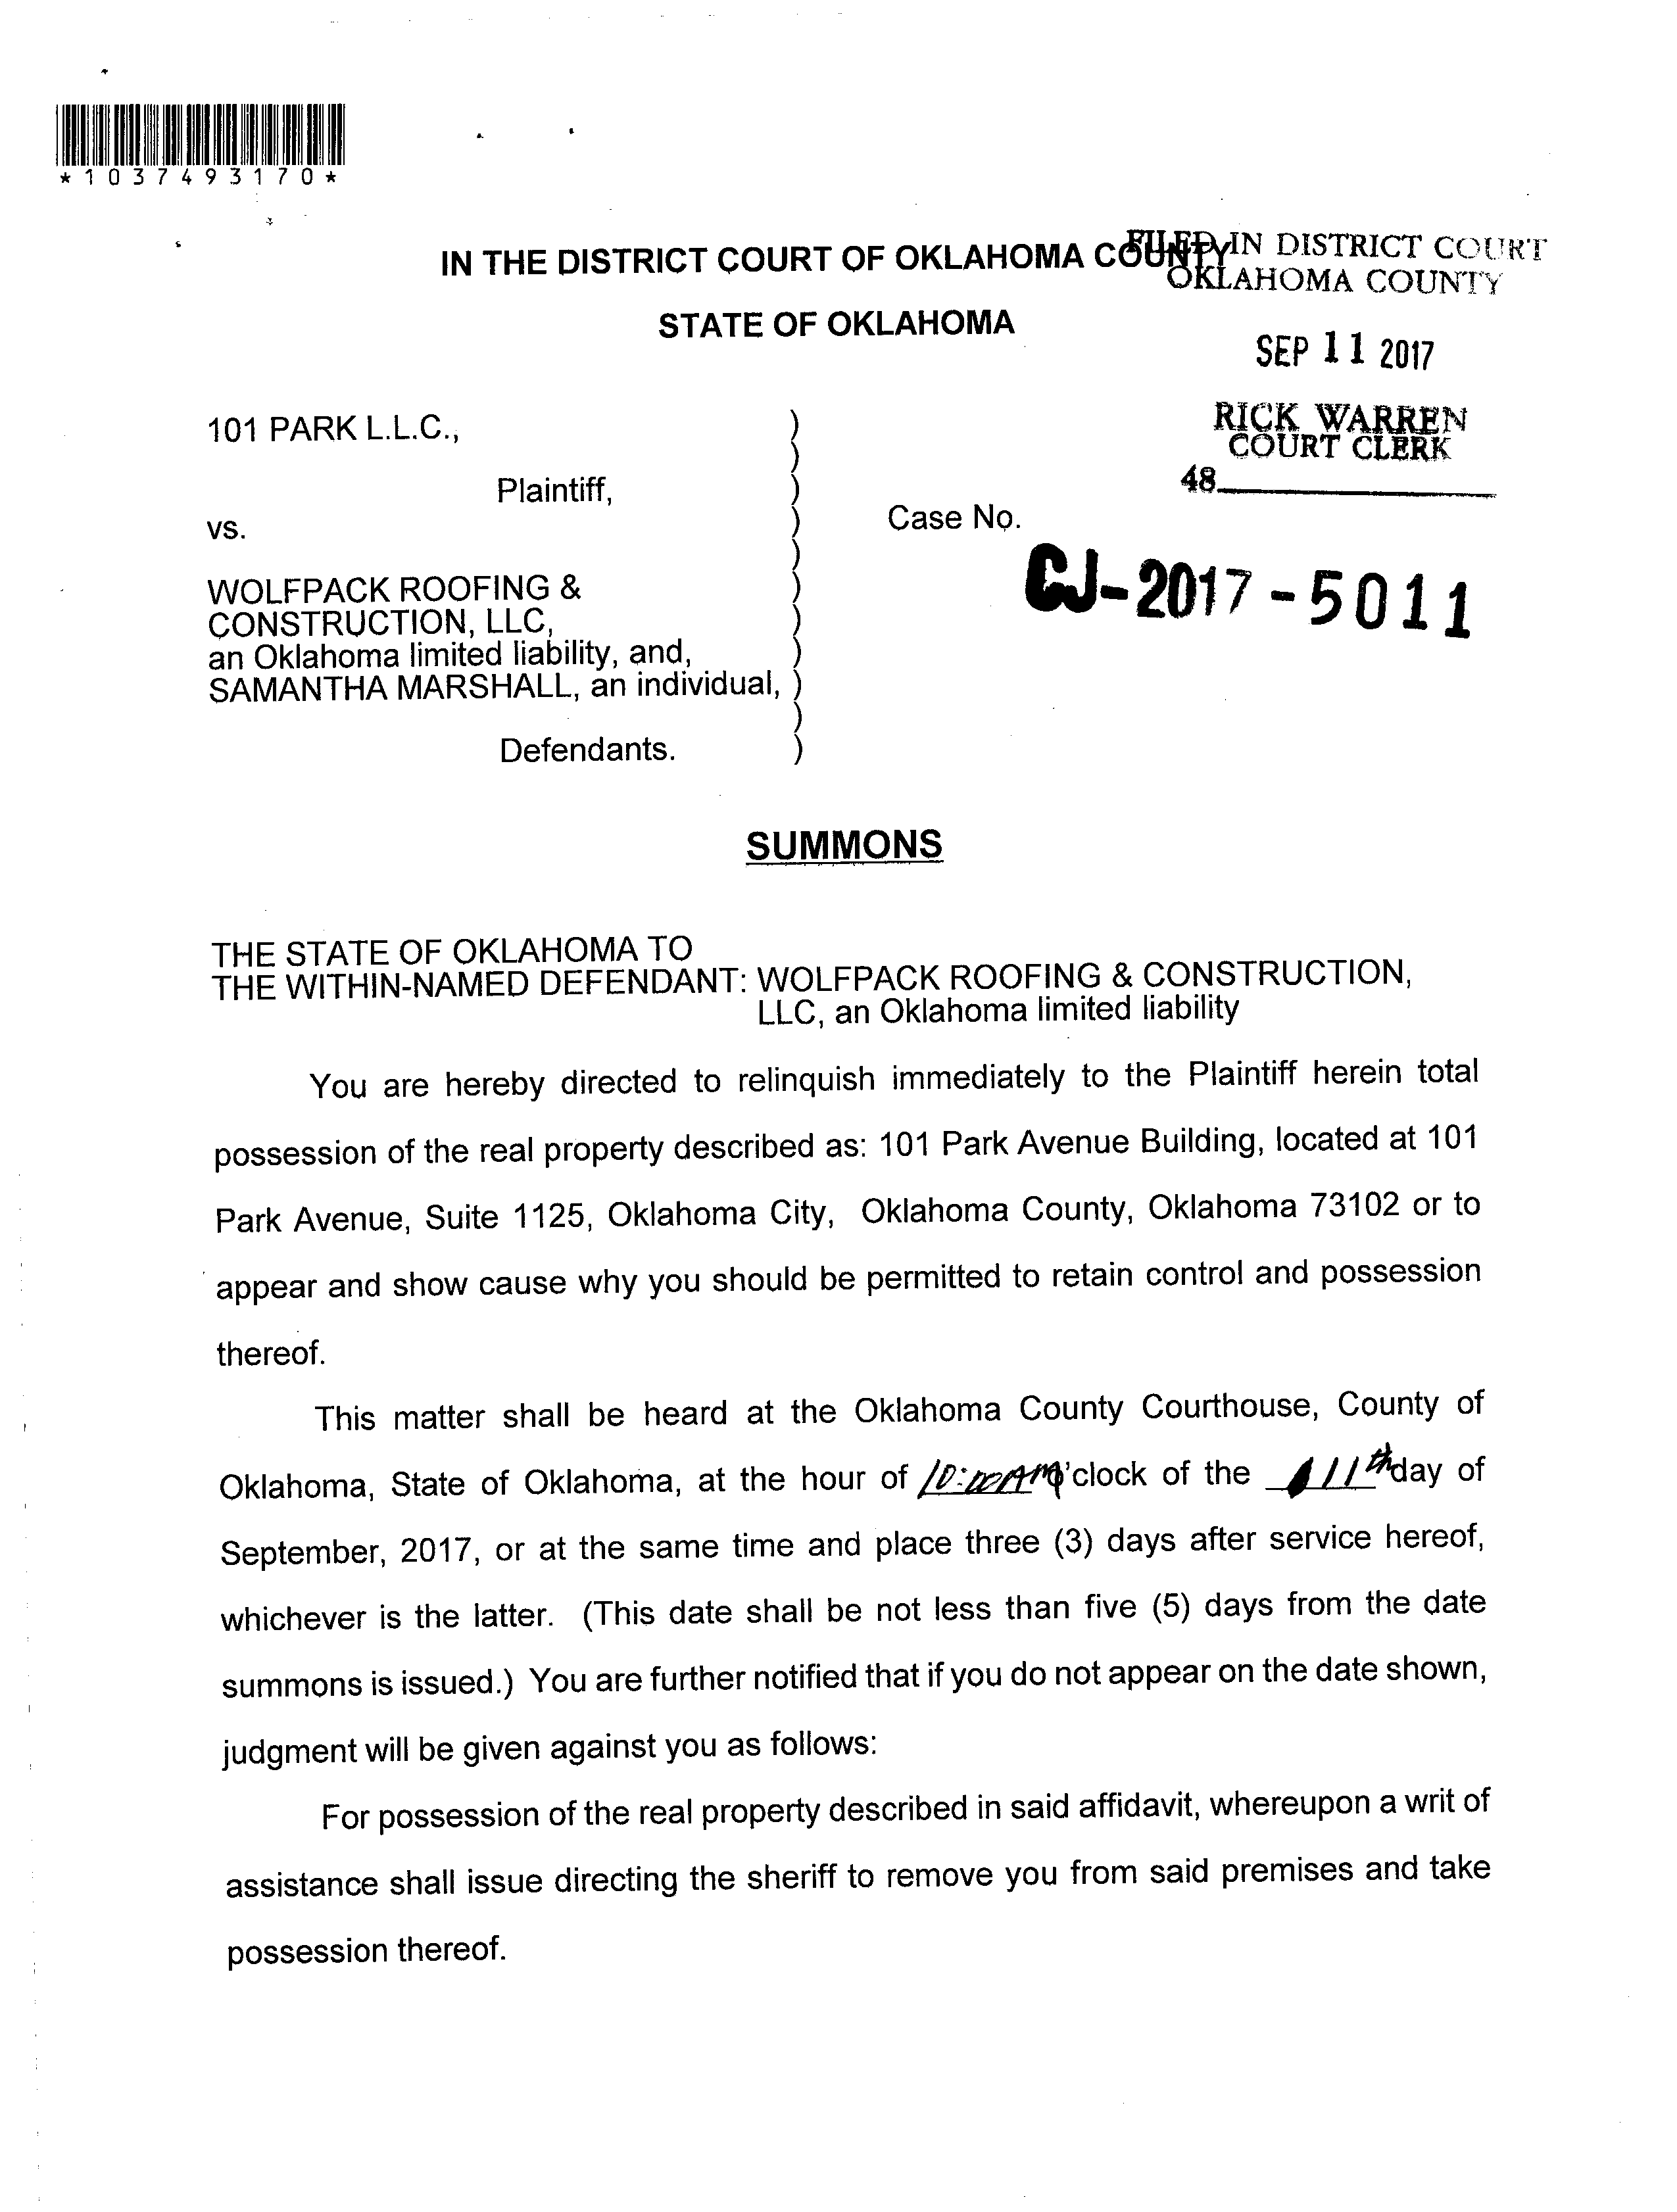 *1037493170*
IN THE DISTRICT COURT OF OKLAHOMA COUNTY
FILED IN DISTRICT COURT
OKLAHOMA COUNTY
STATE OF OKLAHOMA
SEP 11 2017
RICK WARREN
COURT CLERK
48
101 PARK L.L.C.,
Plaintiff,
vs.
Case No.
CJ-2017-5011
WOLFPACK ROOFING &
CONSTRUCTION, LLC,
an Oklahoma limited liability, and,
SAMANTHA MARSHALL, an individual,
Defendants.
SUMMONS
THE STATE OF OKLAHOMA TO
THE WITHIN-NAMED DEFENDANT: WOLFPACK ROOFING & CONSTRUCTION,
LLC, an Oklahoma limited liability
You are hereby directed to relinquish immediately to the Plaintiff herein total
possession of the real property described as: 101 Park Avenue Building, located at 101
Park Avenue, Suite 1125, Oklahoma City, Oklahoma County, Oklahoma 73102 or to
appear and show cause why you should be permitted to retain control and possession
thereof.
This matter shall be heard at the Oklahoma County Courthouse, County of
Oklahoma, State of Oklahoma, at the hour of 10:00 AM o'clock of the 11th day of
September, 2017, or at the same time and place three (3) days after service hereof,
whichever is the latter. (This date shall be not less than five (5) days from the date
summons is issued.) You are further notified that if you do not appear on the date shown,
judgment will be given against you as follows:
For possession of the real property described in said affidavit, whereupon a writ of
assistance shall issue directing the sheriff to remove you from said premises and take
possession thereof.